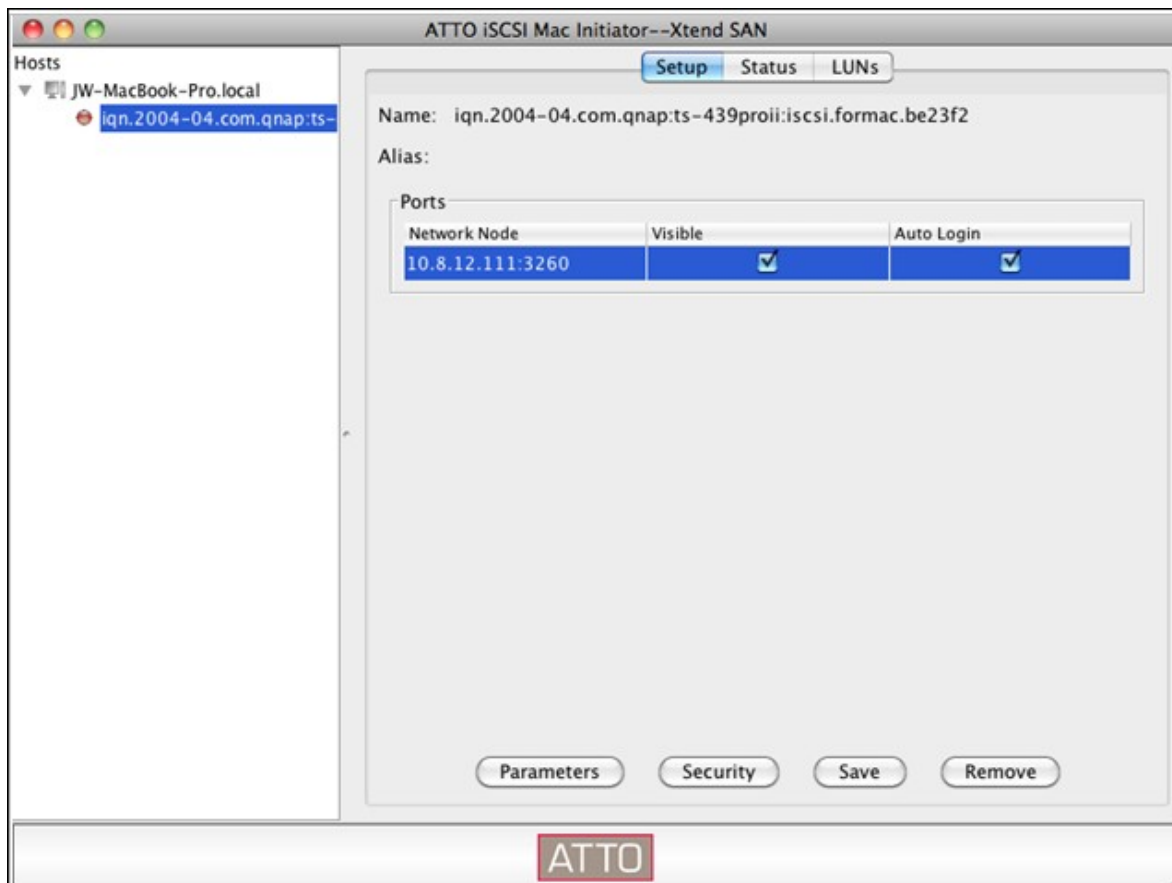 ATTO iSCSI Mac Initiator--Xtend SAN
Hosts
JW-MacBook-Pro.local
iqn.2004-04.com.qnap:ts-
Setup Status LUNs
Name: iqn.2004-04.com.qnap:ts-439proii:iscsi.formac.be23f2
Alias:
Ports
Network Node Visible Auto Login
10.8.12.111:3260
Parameters Security Save Remove
ATTO